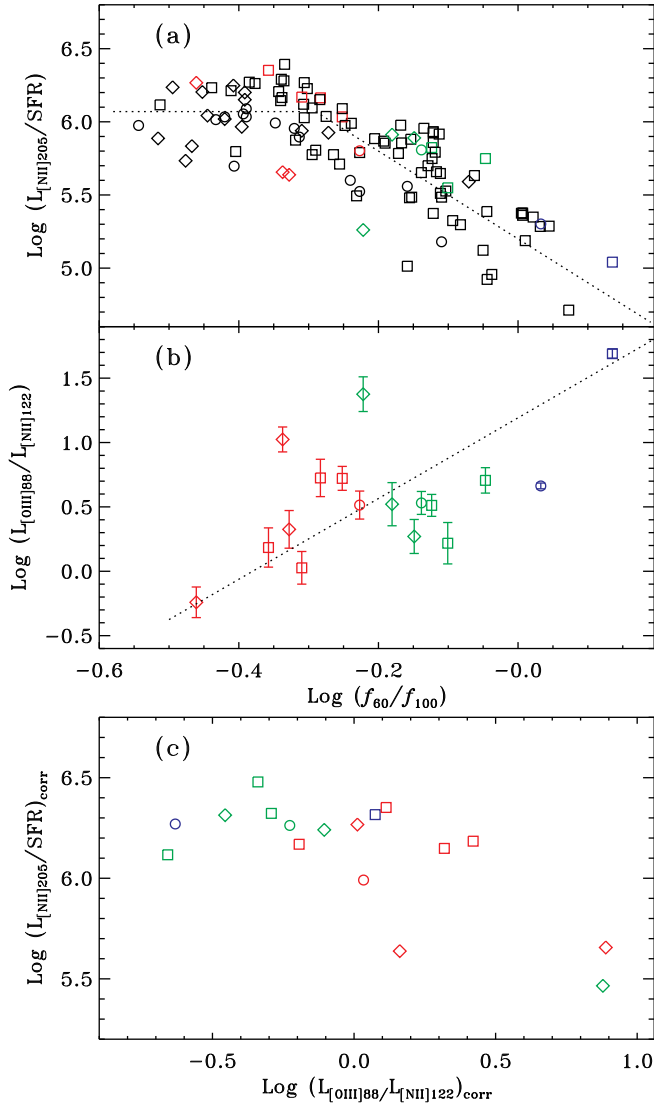 (a)
6.5
6.0
5.5
5.0
Log (L[NII]205/SFR)
(b)
1.5
1.0
0.5
0.0
−0.5
Log (L[OIII]88/L[NII]122)
−0.6 −0.4 −0.2 −0.0
Log (f60/f100)
(c)
6.5
6.0
5.5
Log (L[NII]205/SFR)corr
−0.5 0.0 0.5 1.0
Log (L[OIII]88/L[NII]122)corr